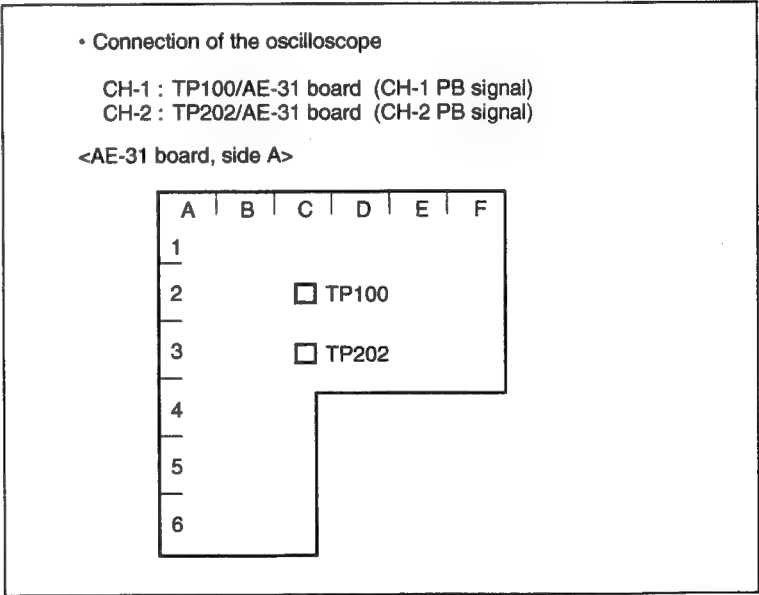 • Connection of the oscilloscope
CH-1 : TP100/AE-31 board (CH-1 PB signal)
CH-2 : TP202/AE-31 board (CH-2 PB signal)
<AE-31 board, side A>
A B C D E F
1
2 TP100
3 TP202
4
5
6